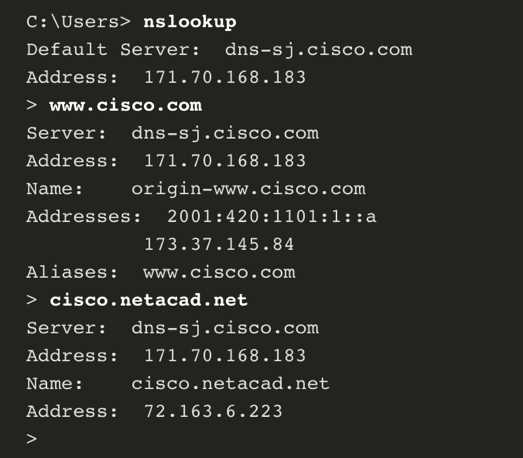 C:\Users> nslookup
Default Server:  dns-sj.cisco.com
Address:  171.70.168.183
> www.cisco.com
Server:  dns-sj.cisco.com
Address:  171.70.168.183
Name:    origin-www.cisco.com
Addresses:  2001:420:1101:1::a
          173.37.145.84
Aliases:  www.cisco.com
> cisco.netacad.net
Server:  dns-sj.cisco.com
Address:  171.70.168.183
Name:    cisco.netacad.net
Address:  72.163.6.223
>